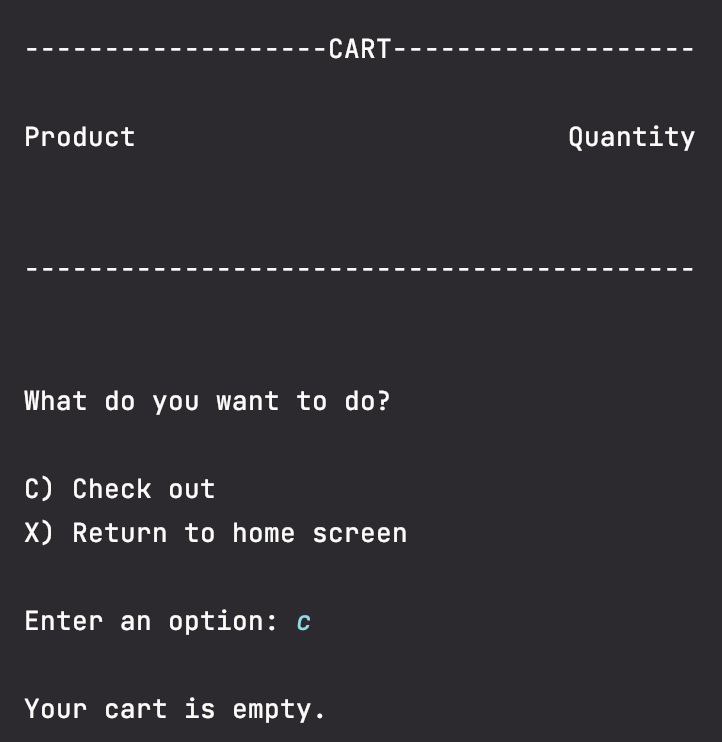 -------------------CART-------------------
Product                           Quantity
------------------------------------------
What do you want to do?
C) Check out
X) Return to home screen
Enter an option: c
Your cart is empty.